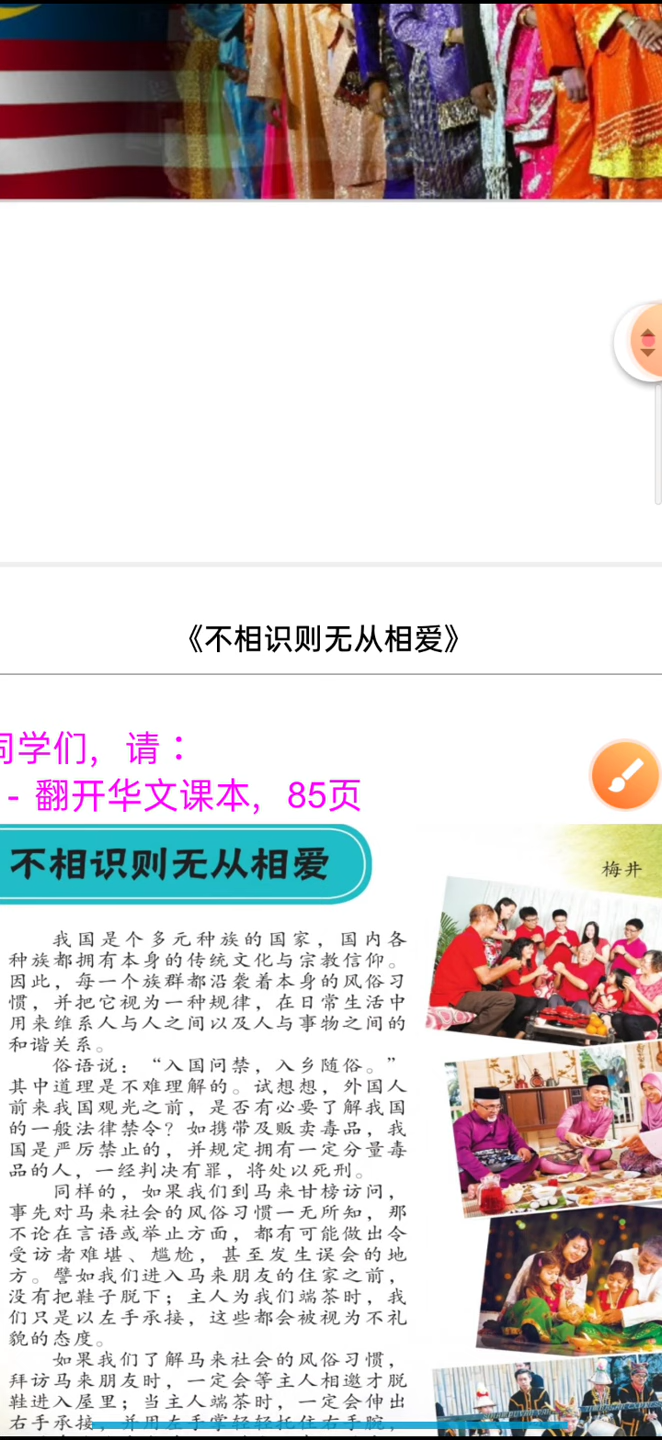 《不相识则无从相爱》
同学们，请：
- 翻开华文课本，85页
不相识则无从相爱
梅井
我国是个多元种族的国家，国内各
种族都拥有本身的传统文化与宗教信仰。
因此，每一个族群都沿袭着本身的风俗习
惯，并把它视为一种规律，在日常生活中
用来维系人与人之间以及人与事物之间的
和谐关系。
俗语说：“入国问禁，入乡随俗。”
其中道理是不难理解的。试想想，外国人
前来我国观光之前，是否有必要了解我国
的一般法律禁令？如携带及贩卖毒品，我
国是严厉禁止的，并规定拥有一定分量毒
品的人，一经判决有罪，将处以死刑。
同样的，如果我们到马来甘榜访问，
事先对马来社会的风俗习惯一无所知，那
不论在言语或举止方面，都有可能做出令
受访者难堪、尴尬，甚至发生误会的地
方。譬如我们进入马来朋友的住家之前，
没有把鞋子脱下；主人为我们端茶时，我
们只是以左手承接，这些都会被视为不礼
貌的态度。
如果我们了解马来社会的风俗习惯，
拜访马来朋友时，一定会等主人相邀才脱
鞋进入屋里；当主人端茶时，一定会伸出
右手承接，并用左手掌轻轻托住右手腕，